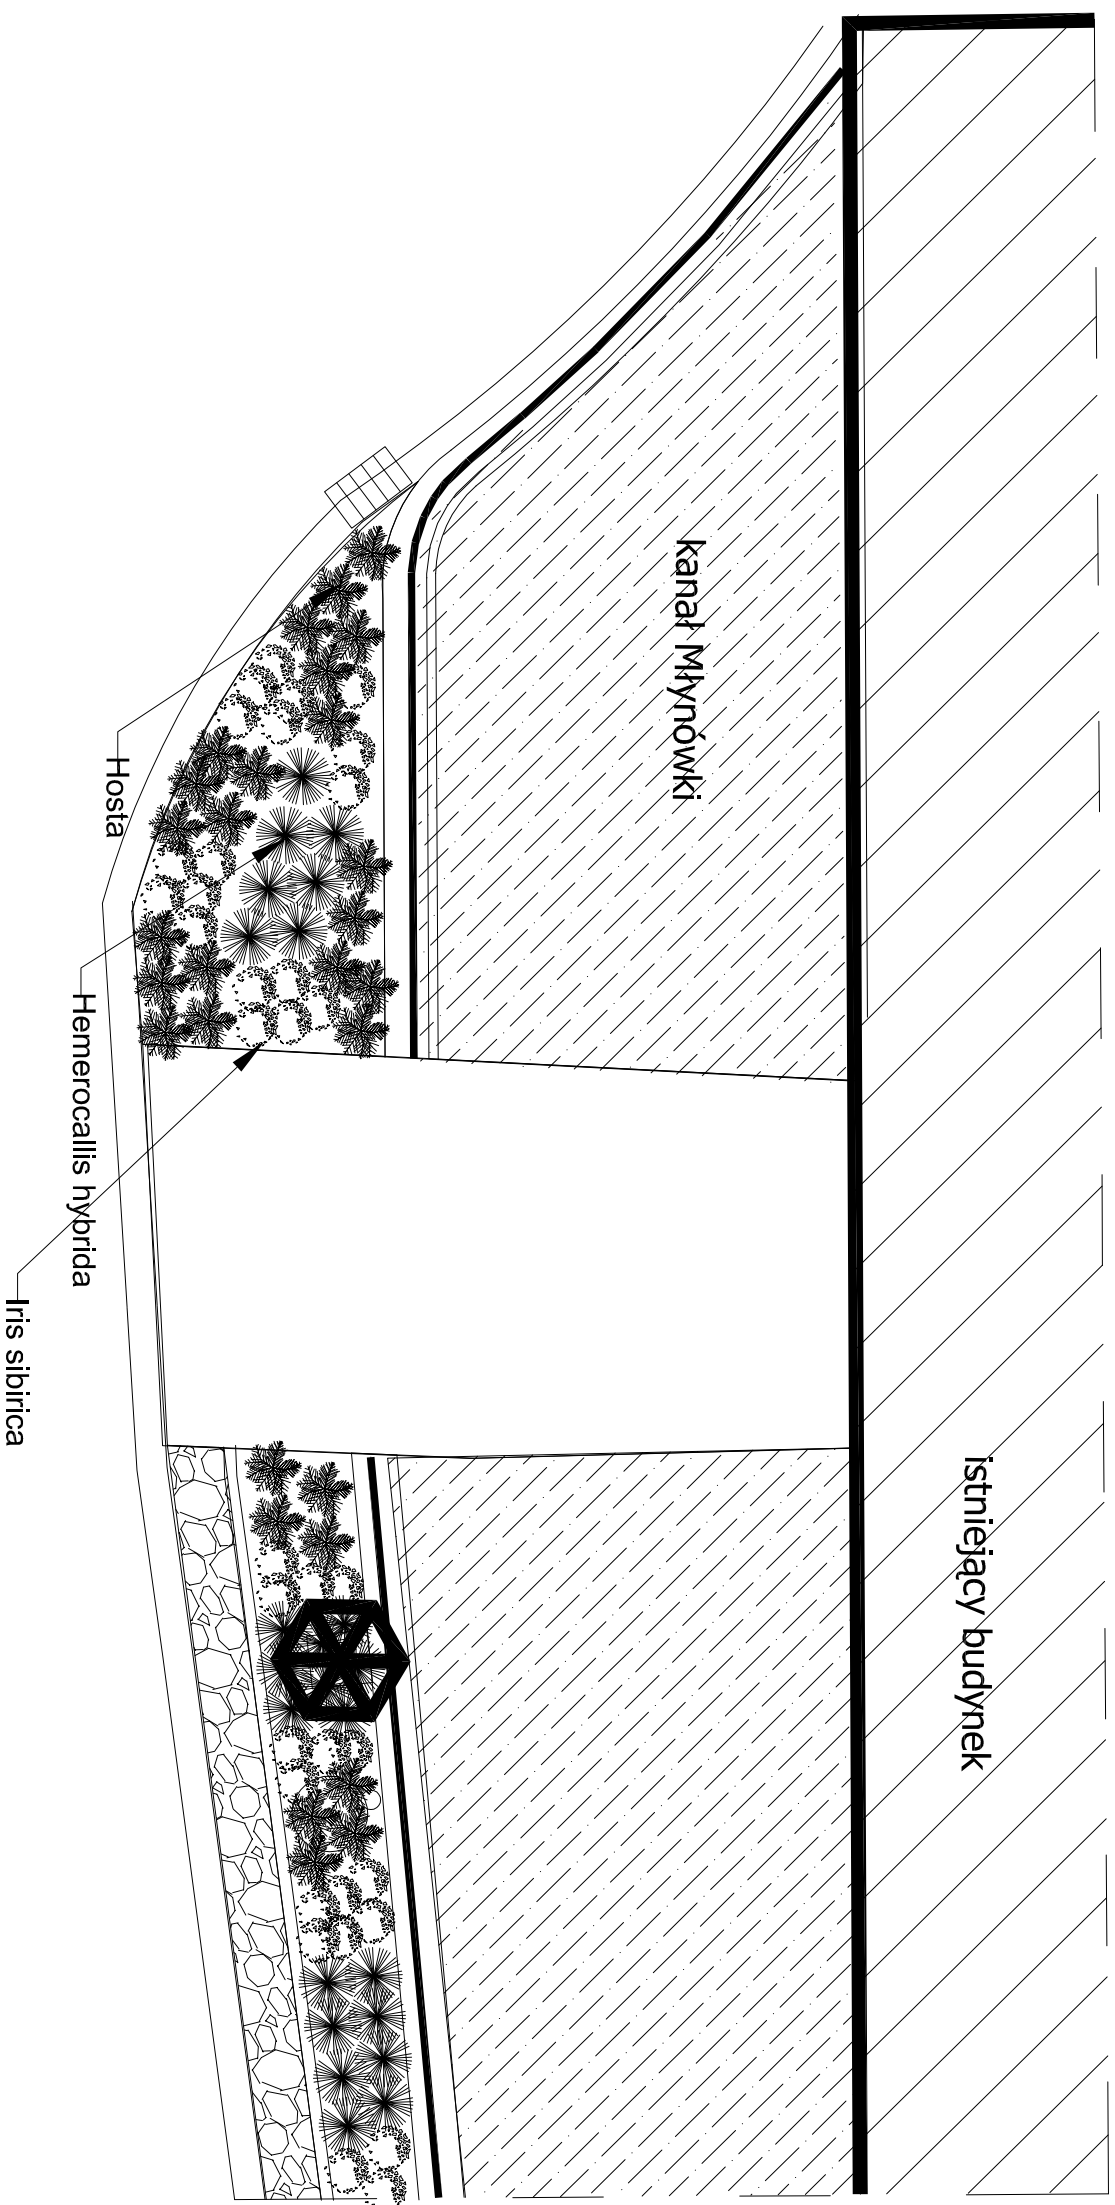 kanał Młynówki
istniejący budynek
Hosta
Hemerocallis hybrida
Iris sibirica